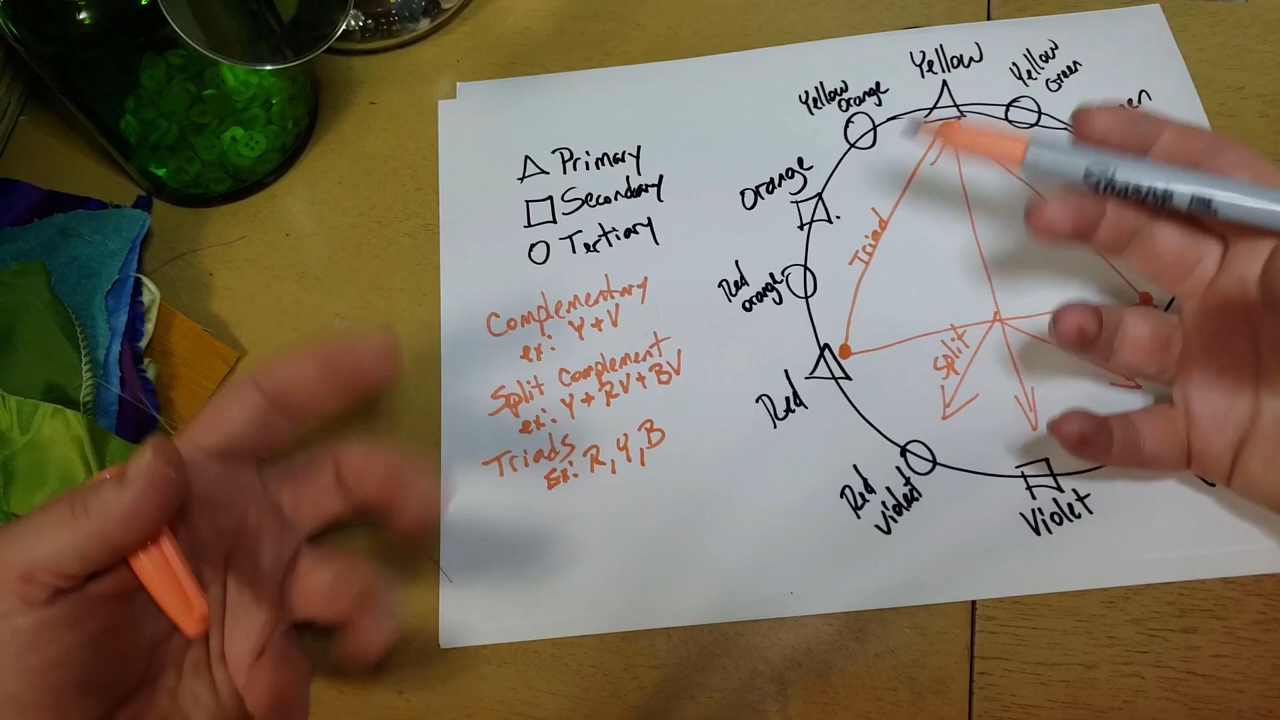 Primary
Secondary
Tertiary
Complementary
ex: Y+V
Split Complement
ex: Y+RV+BV
Triads
Ex: R, Y, B
Yellow
Yellow
Green
Yellow
Orange
Orange
Red
orange
Red
Red
violet
Violet
Triad
Split